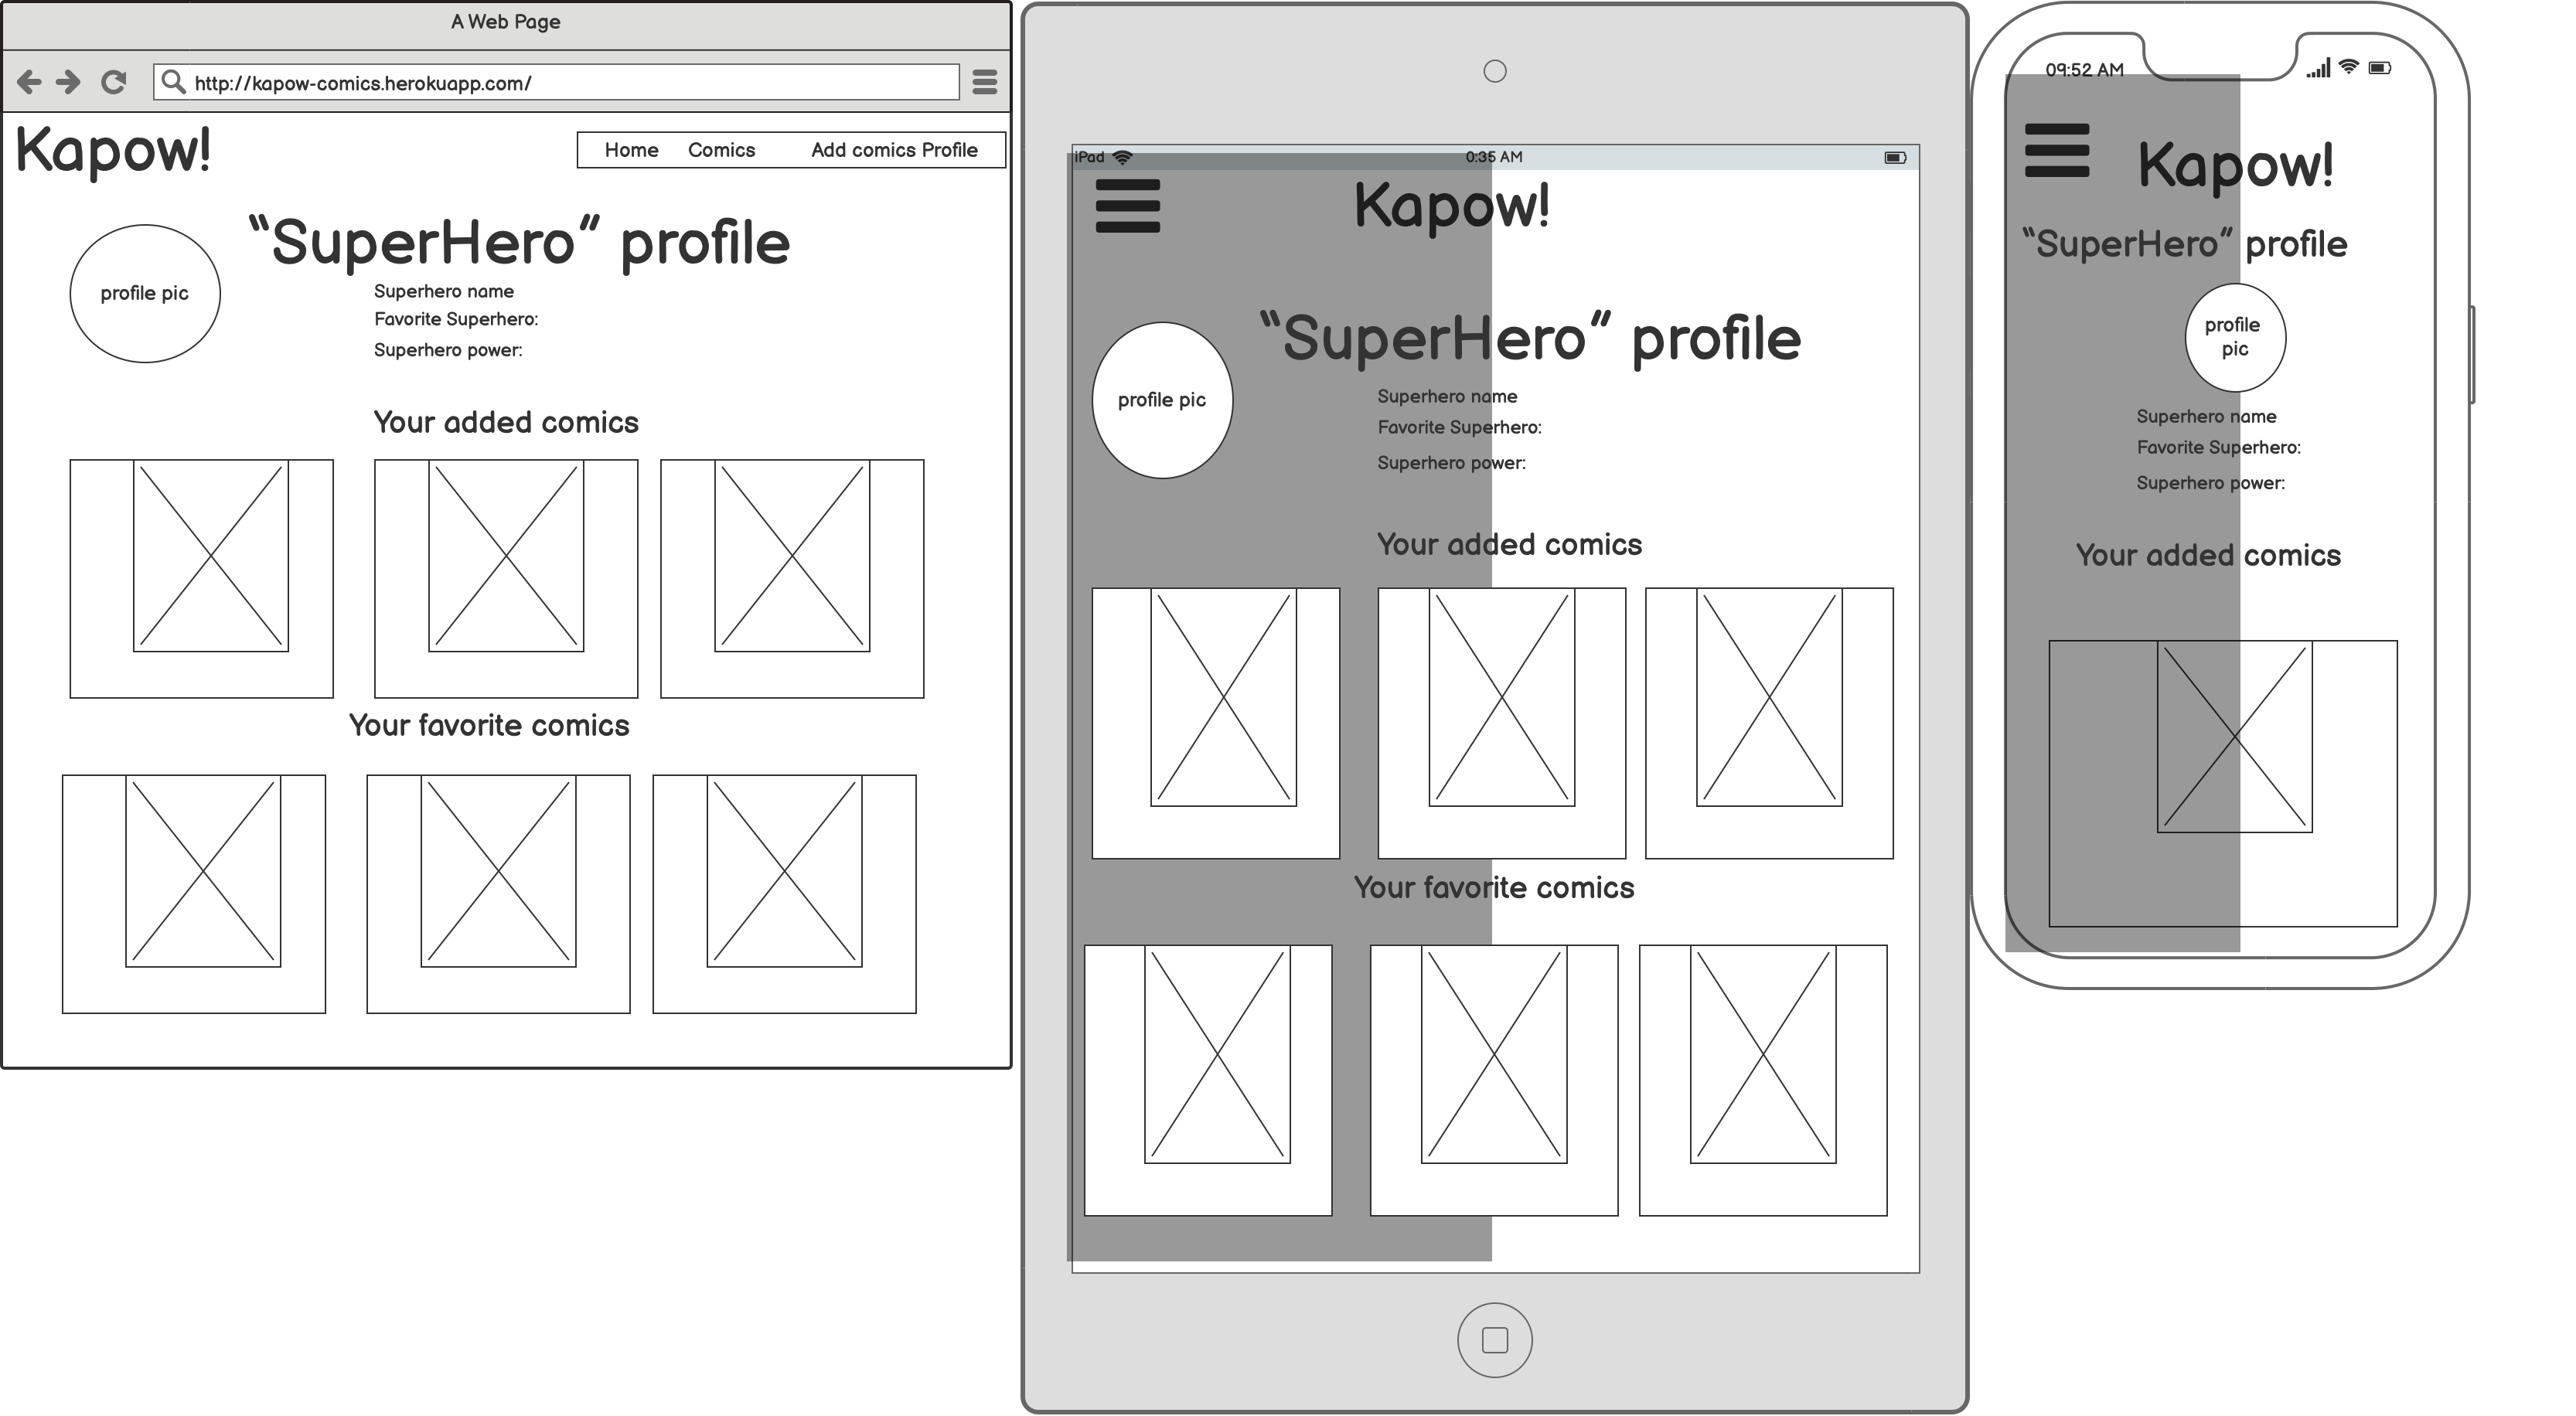 A Web Page
http://kapow-comics.herokuapp.com/
Kapow!
Home Comics Add comics Profile
“SuperHero” profile
profile pic
Superhero name
Favorite Superhero:
Superhero power:
Your added comics
Your favorite comics
iPad 0:35 AM
Kapow!
“SuperHero” profile
profile pic
Superhero name
Favorite Superhero:
Superhero power:
Your added comics
Your favorite comics
09:52 AM
Kapow!
“SuperHero” profile
profile
pic
Superhero name
Favorite Superhero:
Superhero power:
Your added comics